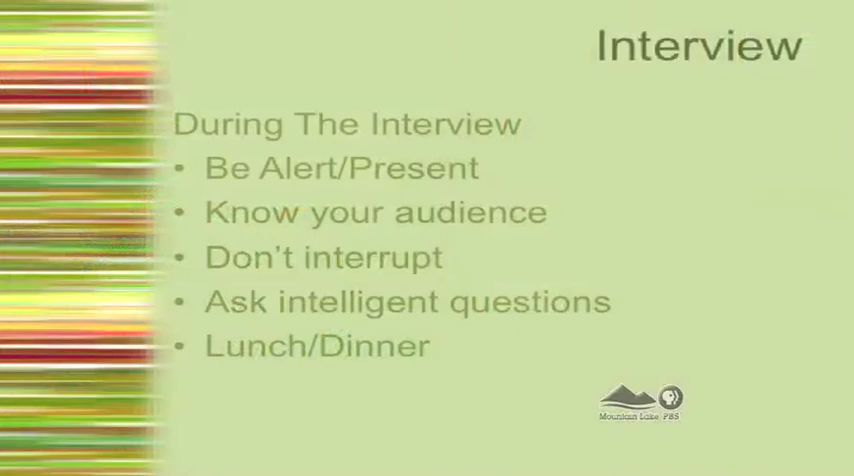 Interview
During The Interview
• Be Alert/Present
• Know your audience
• Don't interrupt
• Ask intelligent questions
• Lunch/Dinner
Mountain Lake PBS